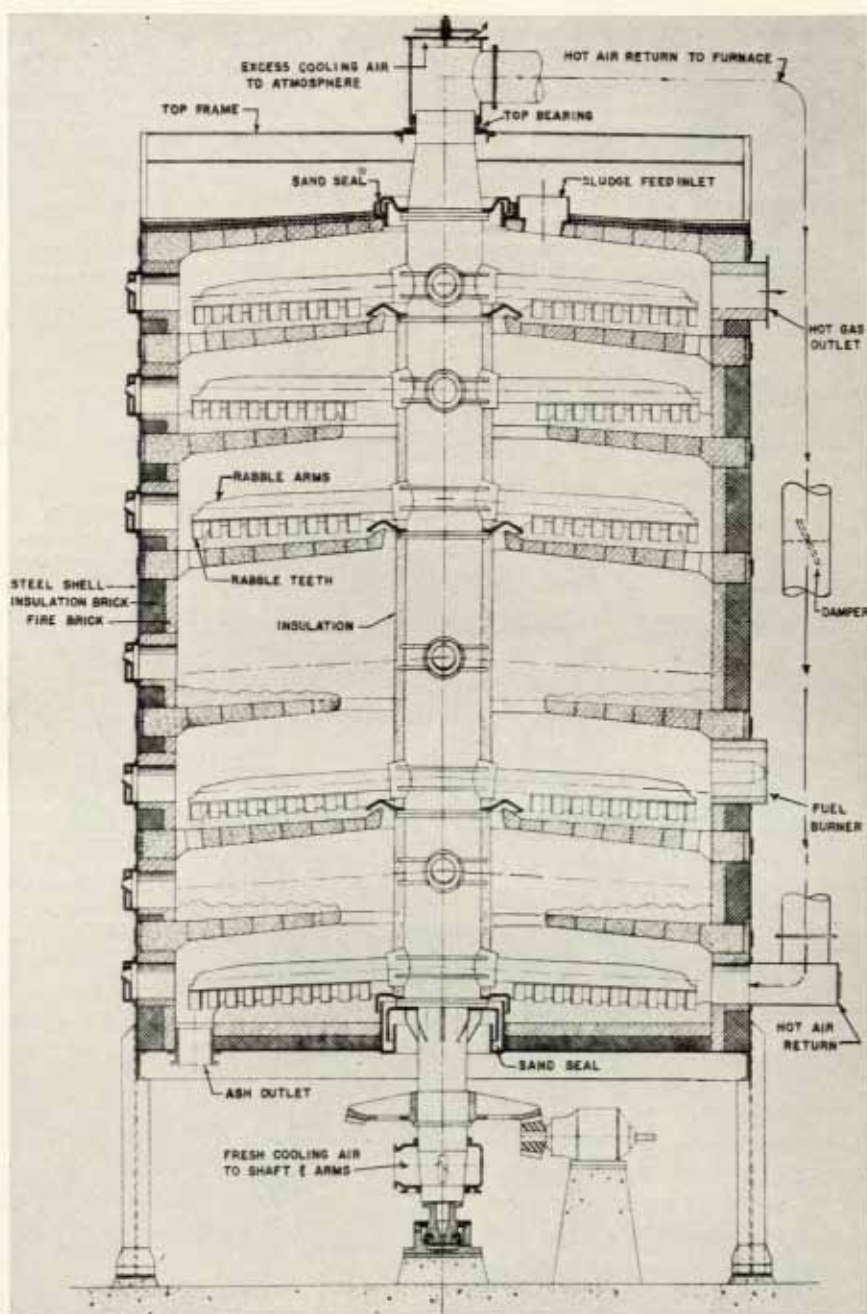 EXCESS COOLING AIR
TO ATMOSPHERE
HOT AIR RETURN TO FURNACE
TOP FRAME
TOP BEARING
SAND SEAL
SLUDGE FEED INLET
HOT GAS
OUTLET
RABBLE ARMS
RABBLE TEETH
STEEL SHELL
INSULATION BRICK
FIRE BRICK
INSULATION
DAMPER
FUEL
BURNER
HOT AIR
RETURN
SAND SEAL
ASH OUTLET
FRESH COOLING AIR
TO SHAFT & ARMS